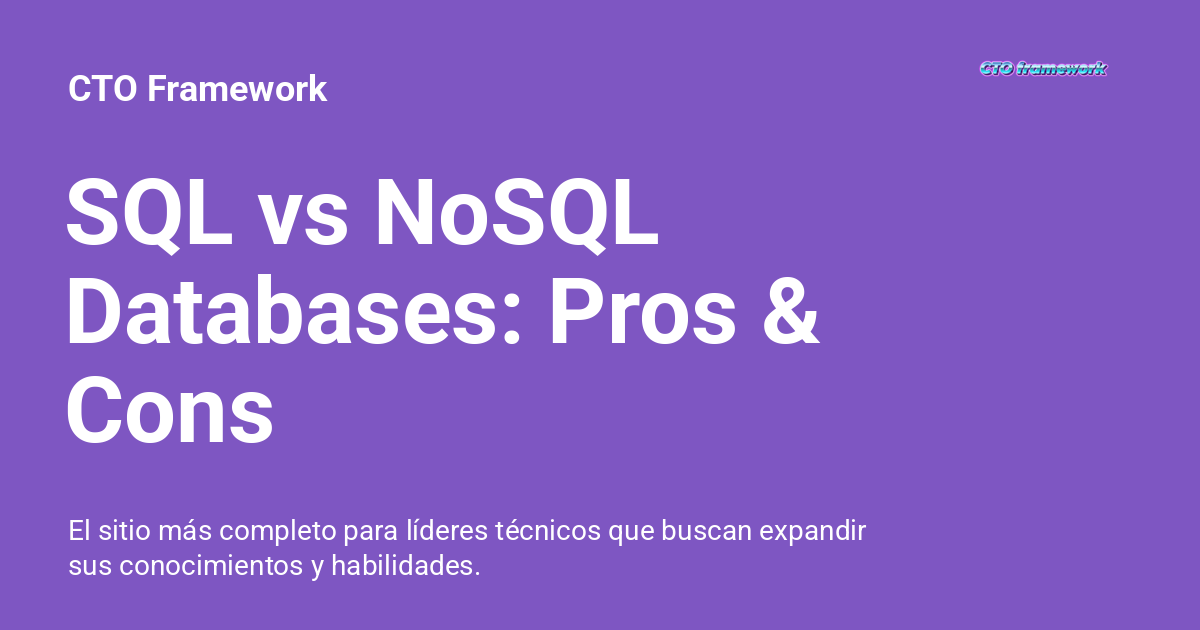 CTO Framework
CTO framework
SQL vs NoSQL
Databases: Pros &
Cons
El sitio más completo para líderes técnicos que buscan expandir
sus conocimientos y habilidades.